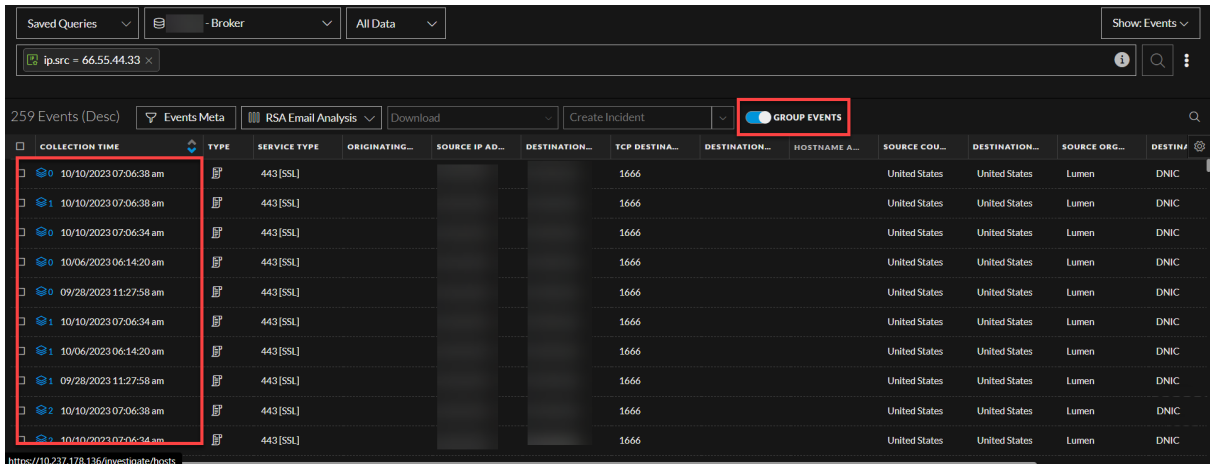 Saved Queries - Broker All Data Show: Events
ip.src = 66.55.44.33
259 Events (Desc) Events Meta RSA Email Analysis Download Create Incident GROUP EVENTS
COLLECTION TIME TYPE SERVICE TYPE ORIGINATING... SOURCE IP AD... DESTINATION... TCP DESTINA... DESTINATION... HOSTNAME A... SOURCE COU... DESTINATION... SOURCE ORG... DESTINA
0 10/10/2023 07:06:38 am 443 [SSL] 1666 United States United States Lumen DNIC
1 10/10/2023 07:06:38 am 443 [SSL] 1666 United States United States Lumen DNIC
0 10/10/2023 07:06:34 am 443 [SSL] 1666 United States United States Lumen DNIC
0 10/06/2023 06:14:20 am 443 [SSL] 1666 United States United States Lumen DNIC
0 09/28/2023 11:27:58 am 443 [SSL] 1666 United States United States Lumen DNIC
1 10/10/2023 07:06:34 am 443 [SSL] 1666 United States United States Lumen DNIC
1 10/06/2023 06:14:20 am 443 [SSL] 1666 United States United States Lumen DNIC
1 09/28/2023 11:27:58 am 443 [SSL] 1666 United States United States Lumen DNIC
2 10/10/2023 07:06:38 am 443 [SSL] 1666 United States United States Lumen DNIC
2 10/10/2023 07:06:34 am 443 [SSL] 1666 United States United States Lumen DNIC
https://10.237.178.136/investigate/hosts